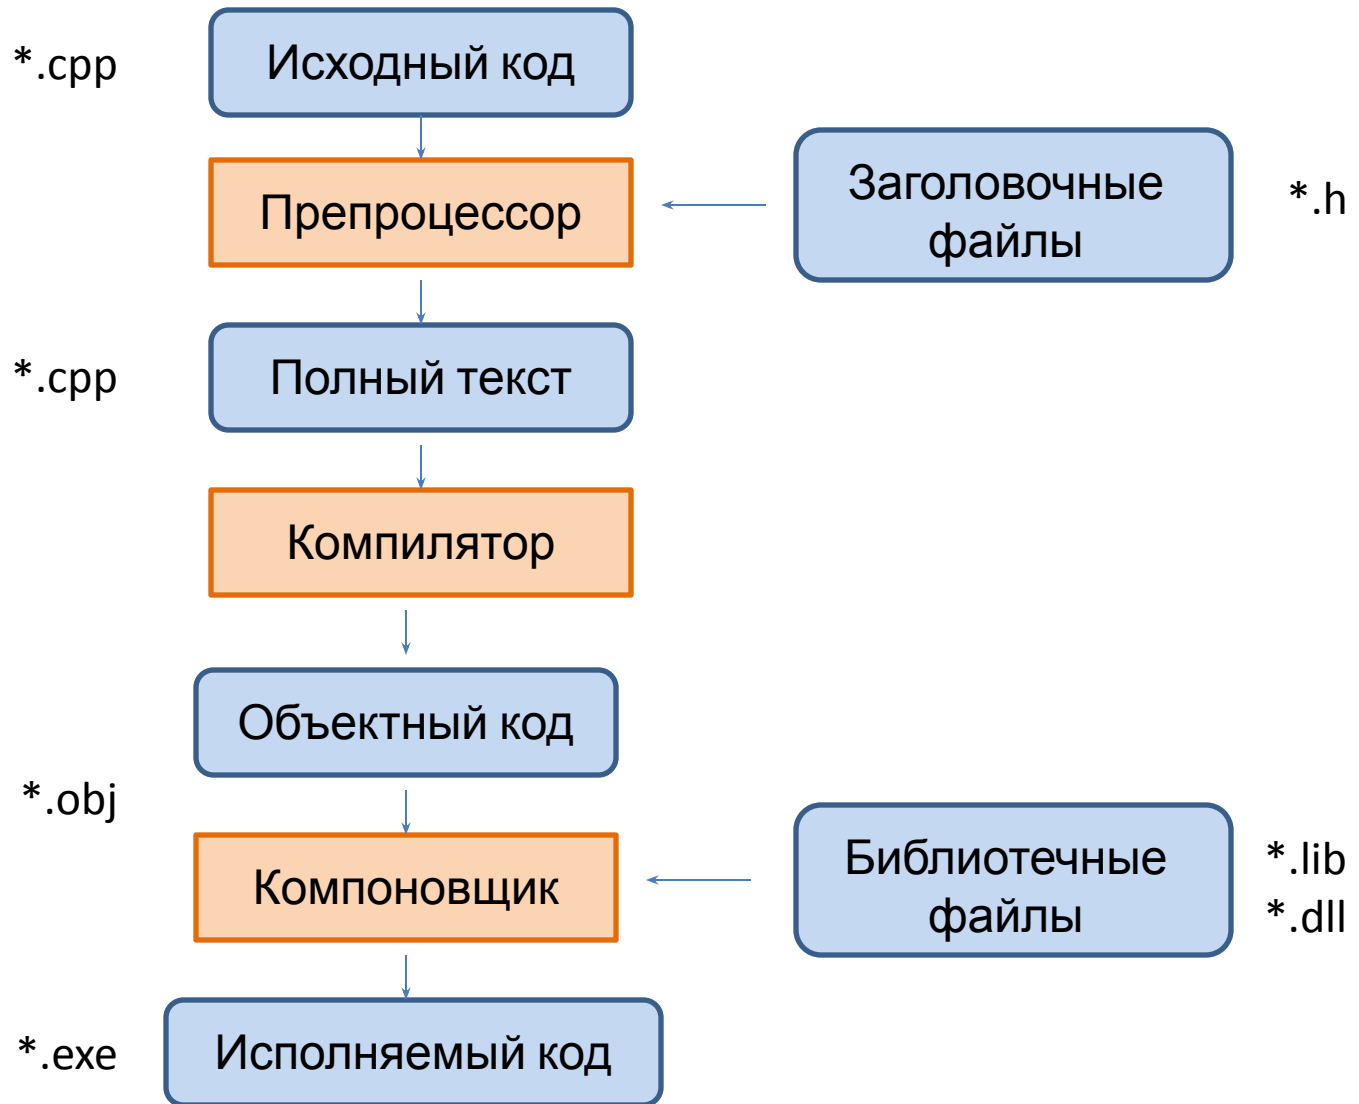 *.cpp
Исходный код
Препроцессор
Заголовочные
файлы
*.h
*.cpp
Полный текст
Компилятор
Объектный код
*.obj
Компоновщик
Библиотечные
файлы
*.lib
*.dll
*.exe
Исполняемый код